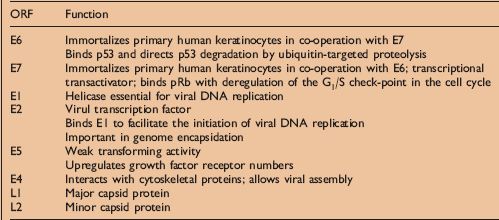 ORF Function
E6 Immortalizes primary human keratinocytes in co-operation with E7
Binds p53 and directs p53 degradation by ubiquitin-targeted proteolysis
E7 Immortalizes primary human keratinocytes in co-operation with E6; transcriptional
transactivator; binds pRb with deregulation of the G₁/S check-point in the cell cycle
E1 Helicase essential for viral DNA replication
E2 Virul transcription factor
Binds E1 to facilitate the initiation of viral DNA replication
Important in genome encapsidation
E5 Weak transforming activity
Upregulates growth factor receptor numbers
E4 Interacts with cytoskeletal proteins; allows viral assembly
L1 Major capsid protein
L2 Minor capsid protein